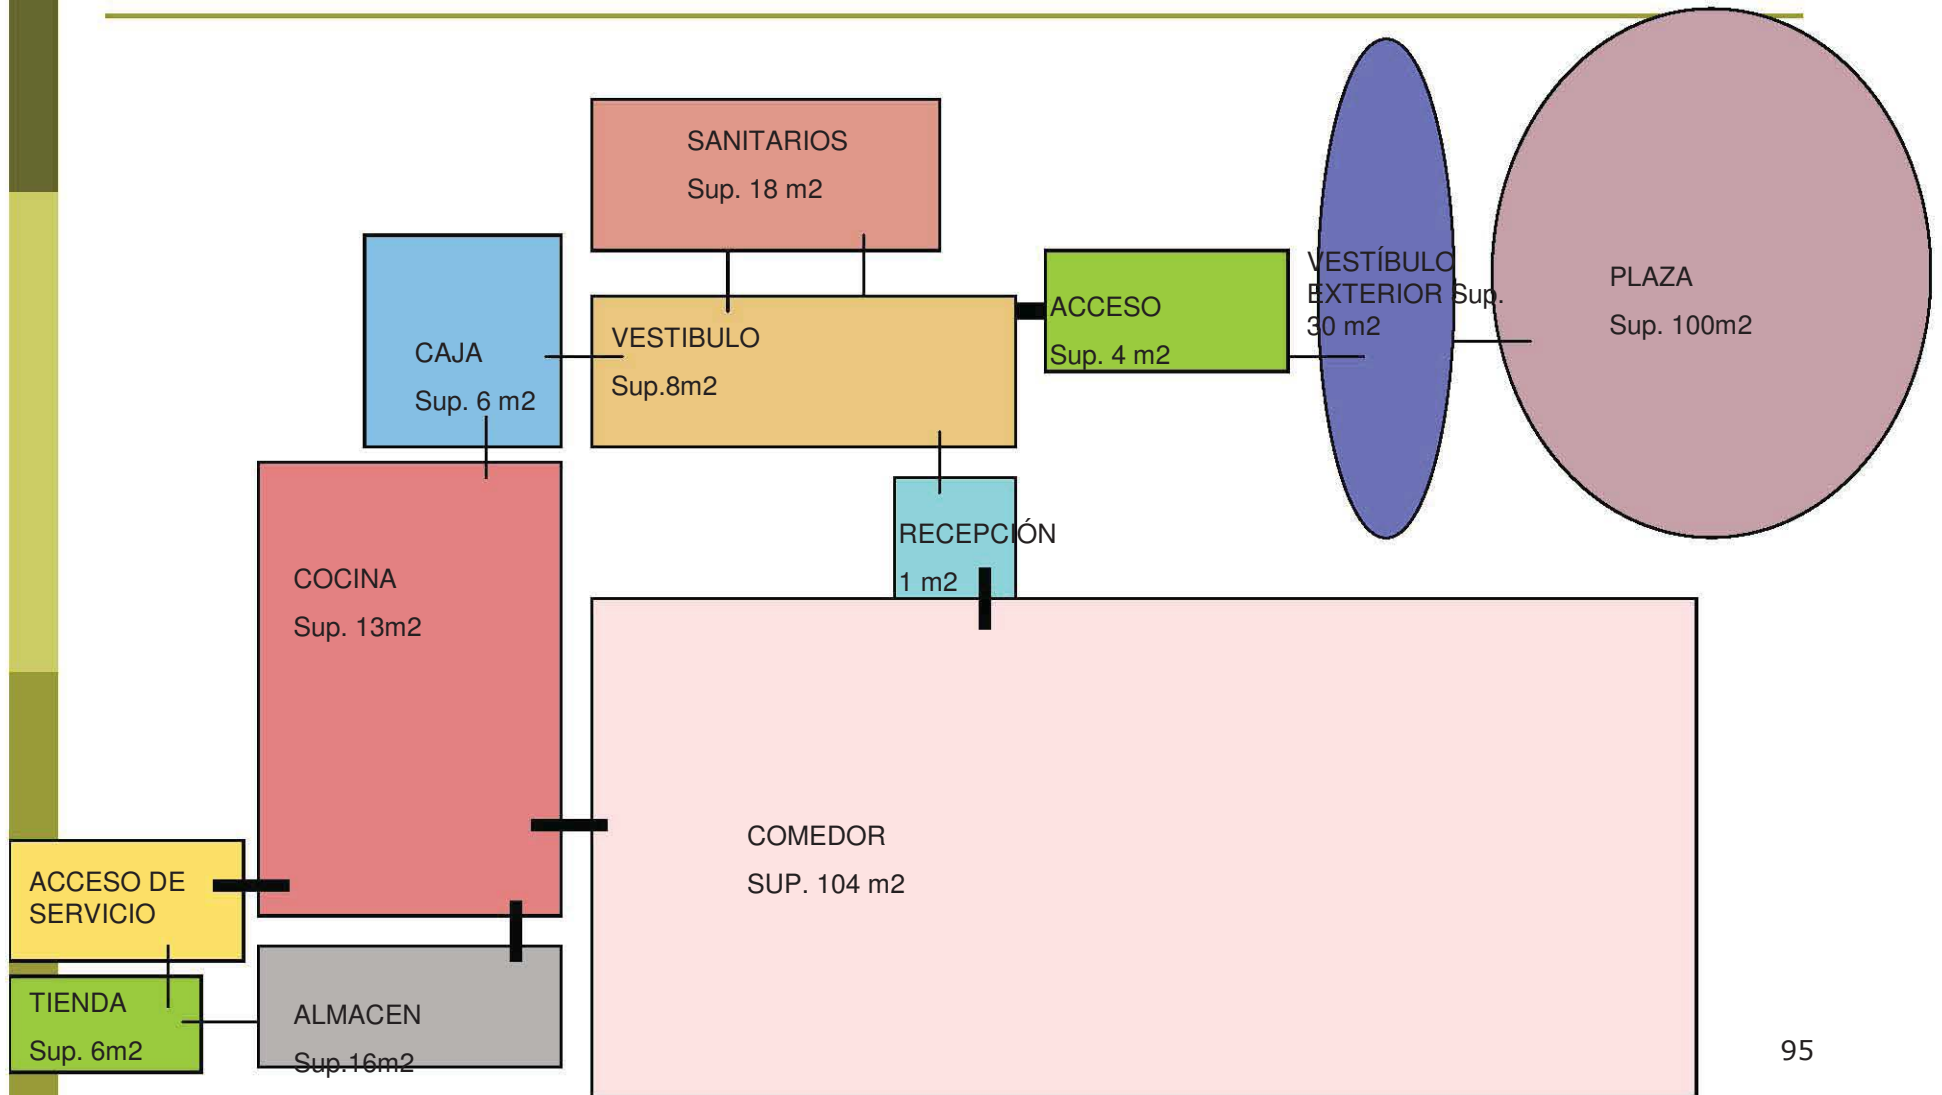 SANITARIOS
Sup. 18 m2
CAJA
Sup. 6 m2
VESTIBULO
Sup.8m2
ACCESO
Sup. 4 m2
VESTÍBULO
EXTERIOR Sup.
30 m2
PLAZA
Sup. 100m2
RECEPCIÓN
1 m2
COCINA
Sup. 13m2
COMEDOR
SUP. 104 m2
ACCESO DE
SERVICIO
TIENDA
Sup. 6m2
ALMACEN
Sup.16m2
95